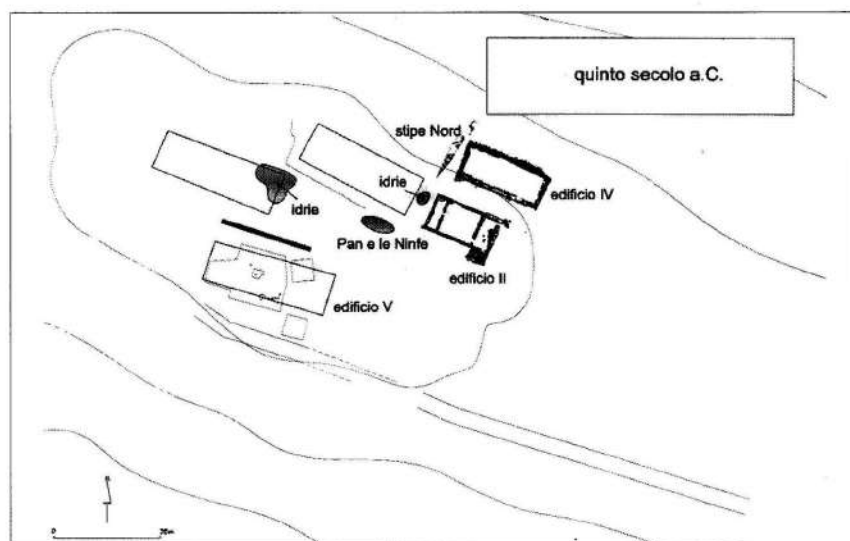 quinto secolo a.C.
stipe Nord
idrie
edificio IV
idrie
Pan e le Ninfe
edificio II
edificio V
0